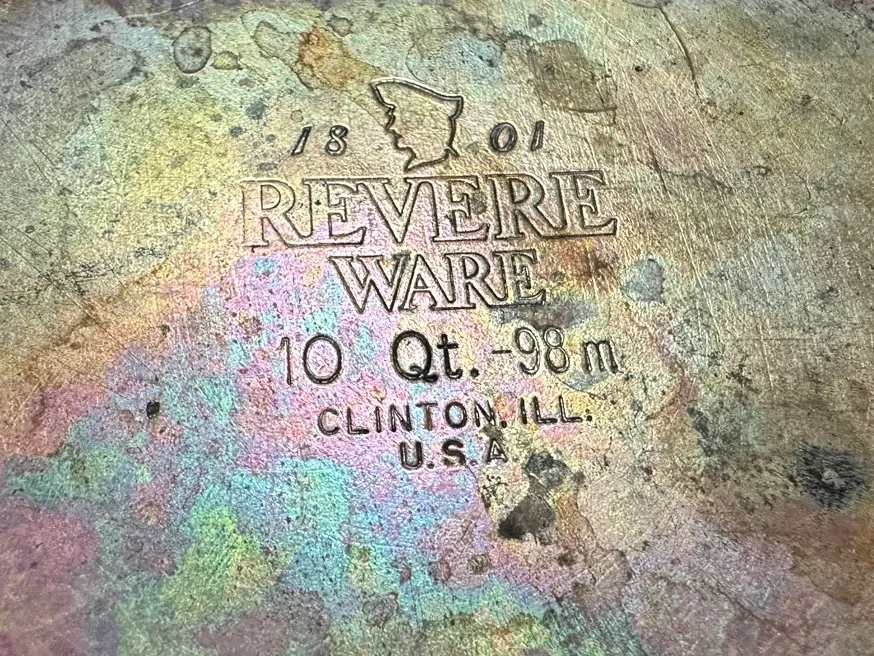 18 01
REVERE
WARE
10 Qt. -98 m
CLINTON, ILL.
U.S.A